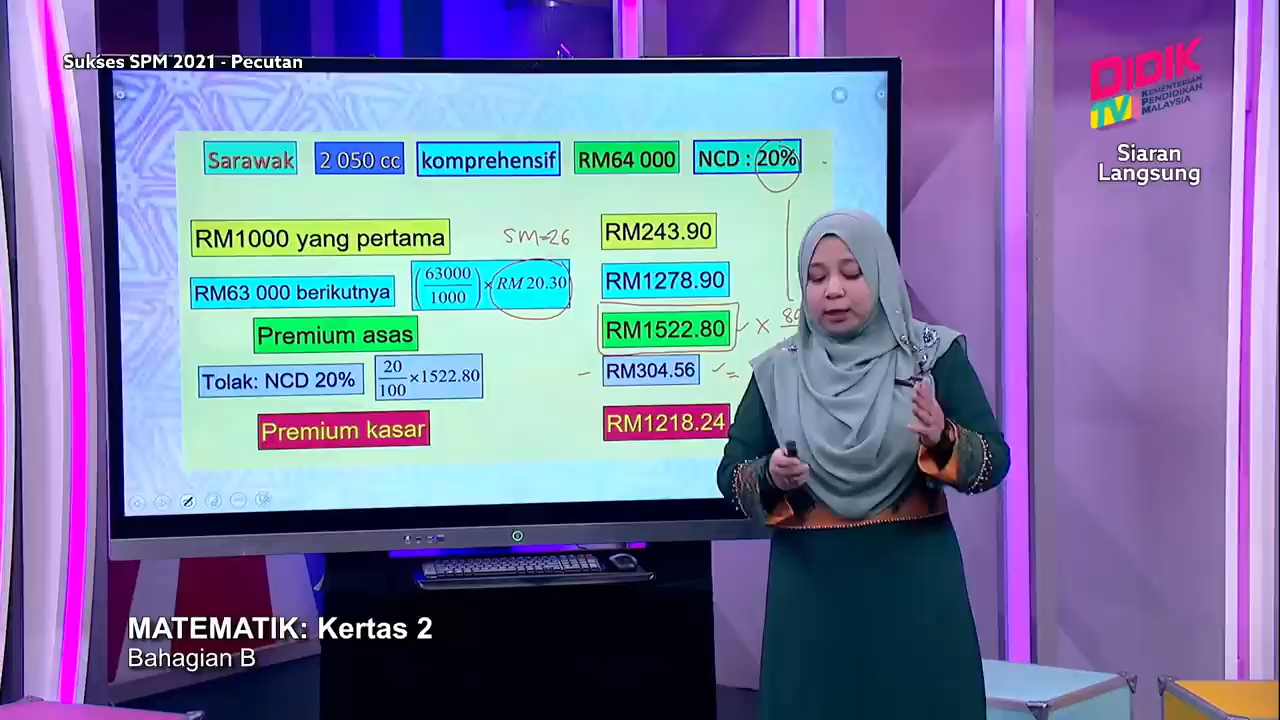 Sukses SPM 2021 - Pecutan
DIDIK
TV
KEMENTERIAN
PENDIDIKAN
MALAYSIA
Siaran
Langsung
Sarawak 2 050 cc komprehensif RM64 000 NCD : 20%
RM1000 yang pertama SM=26 RM243.90
RM63 000 berikutnya (63000/1000) × RM 20.30 RM1278.90
Premium asas RM1522.80 ×
Tolak: NCD 20% 20/100 ×1522.80 - RM304.56 =
Premium kasar RM1218.24
MATEMATIK: Kertas 2
Bahagian B